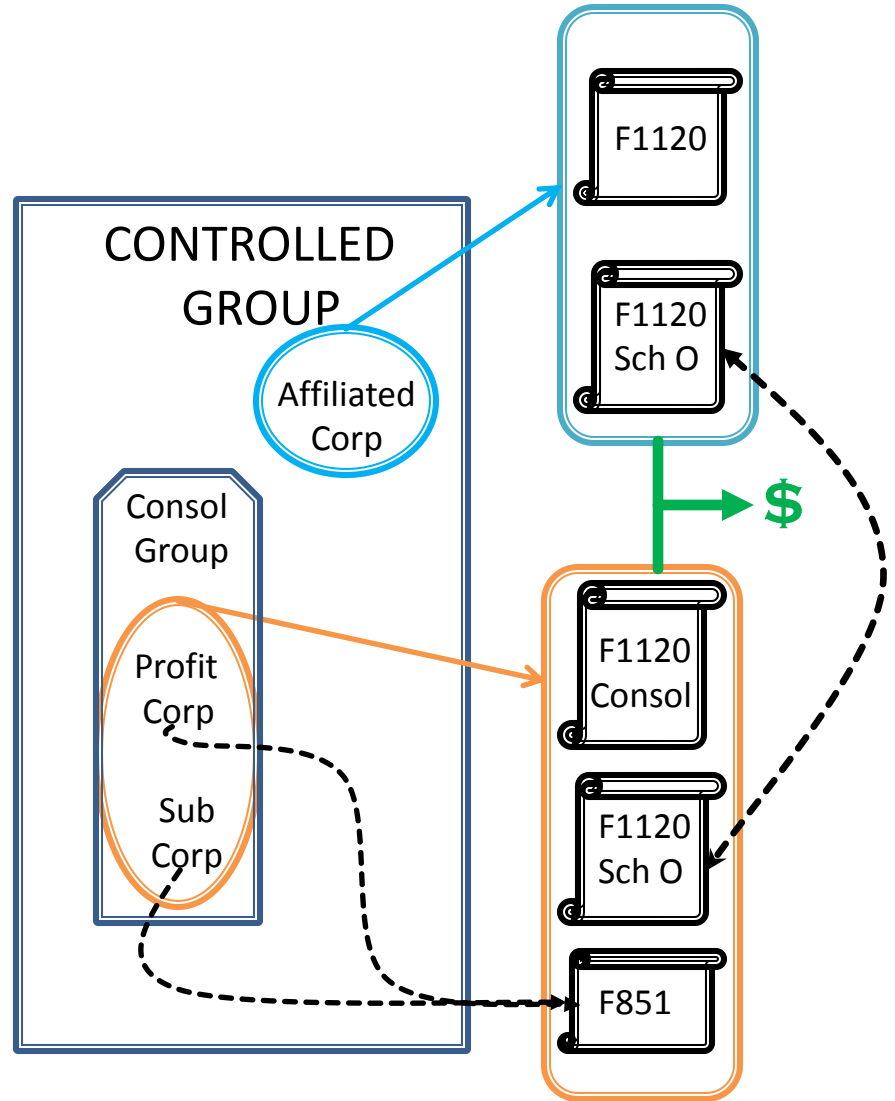 CONTROLLED
GROUP
Affiliated
Corp
Consol
Group
Profit
Corp
Sub
Corp
F1120
F1120
Sch O
$
F1120
Consol
F1120
Sch O
F851